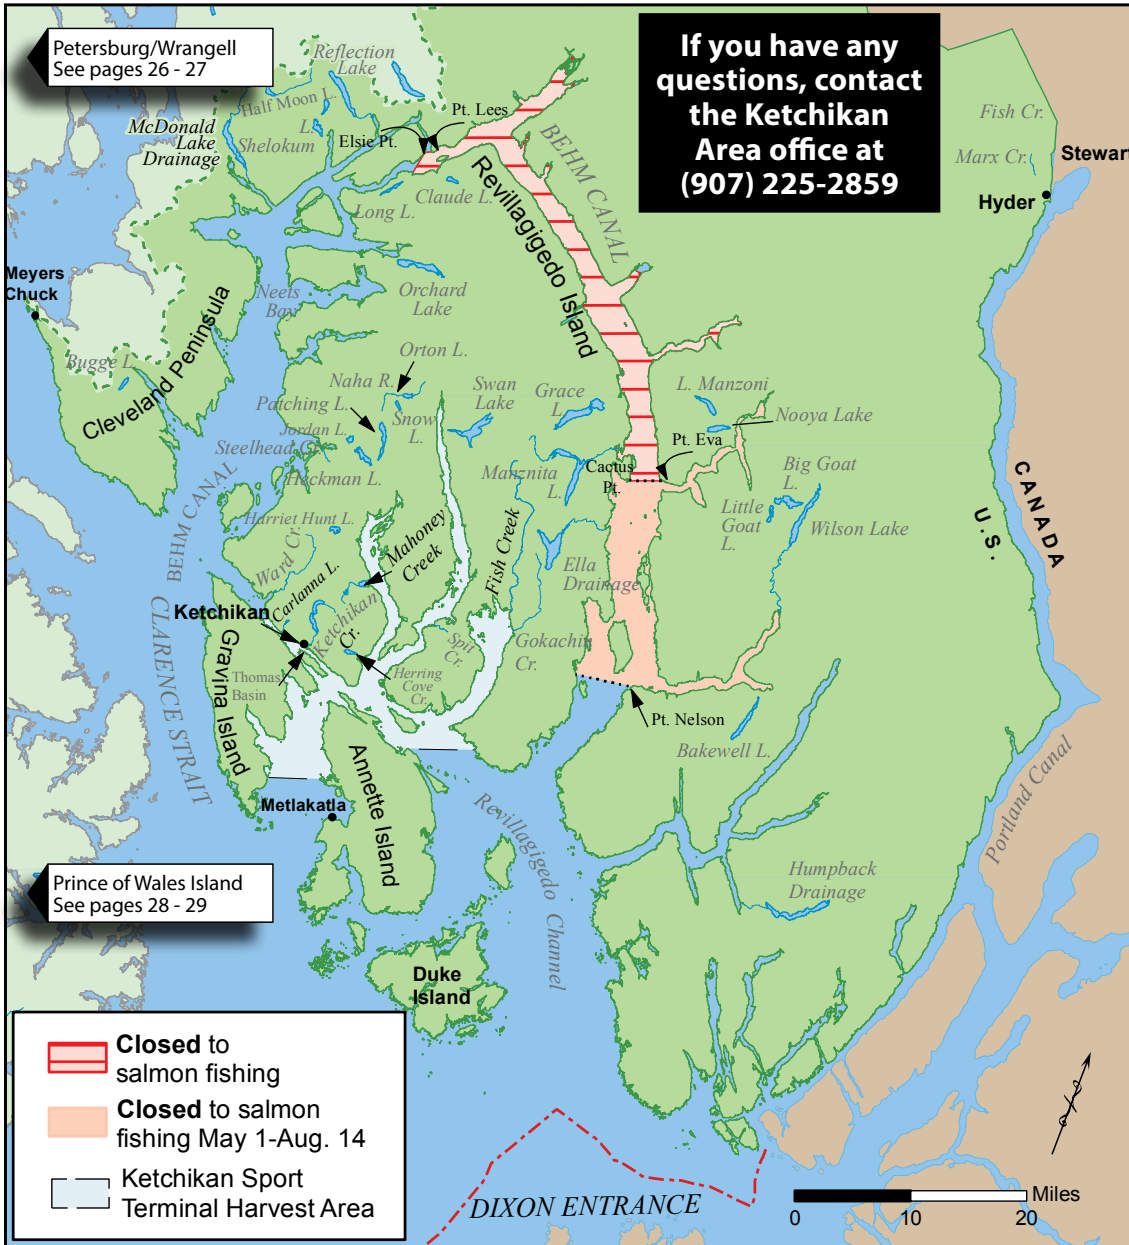 Petersburg/Wrangell
See pages 26 - 27
If you have any
questions, contact
the Ketchikan
Area office at
(907) 225-2859
Reflection
Lake
Half Moon L.
McDonald
Lake
Drainage
L.
Shelokum
Elsie Pt.
Pt. Lees
BEHM CANAL
Fish Cr.
Marx Cr.
Stewart
Hyder
Claude L.
Long L.
Revillagigedo Island
Meyers
Chuck
Neets
Bay
Orchard
Lake
Bugge L.
Cleveland Peninsula
Orton L.
Naha R.
Patching L.
Snow
L.
Swan
Lake
Grace
L.
L. Manzoni
Nooya Lake
Jordan L.
Steelhead Cr.
Heckman L.
Manznita
L.
Cactus
Pt.
Pt. Eva
Big Goat
L.
Little
Goat
L.
Wilson Lake
CANADA
U.S.
BEHM CANAL
Harriet Hunt L.
Ward Cr.
Mahoney
Creek
Fish Creek
Ella
Drainage
Carlanna L.
Ketchikan
Ketchikan
Cr.
CLARENCE STRAIT
Gravina Island
Thomas
Basin
Herring
Cove
Cr.
Spit
Cr.
Gokachin
Cr.
Pt. Nelson
Bakewell L.
Portland Canal
Metlakatla
Annette Island
Revillagigedo Channel
Prince of Wales Island
See pages 28 - 29
Humpback
Drainage
Duke
Island
Closed to
salmon fishing
Closed to salmon
fishing May 1-Aug. 14
Ketchikan Sport
Terminal Harvest Area
DIXON ENTRANCE
Miles
0 10 20